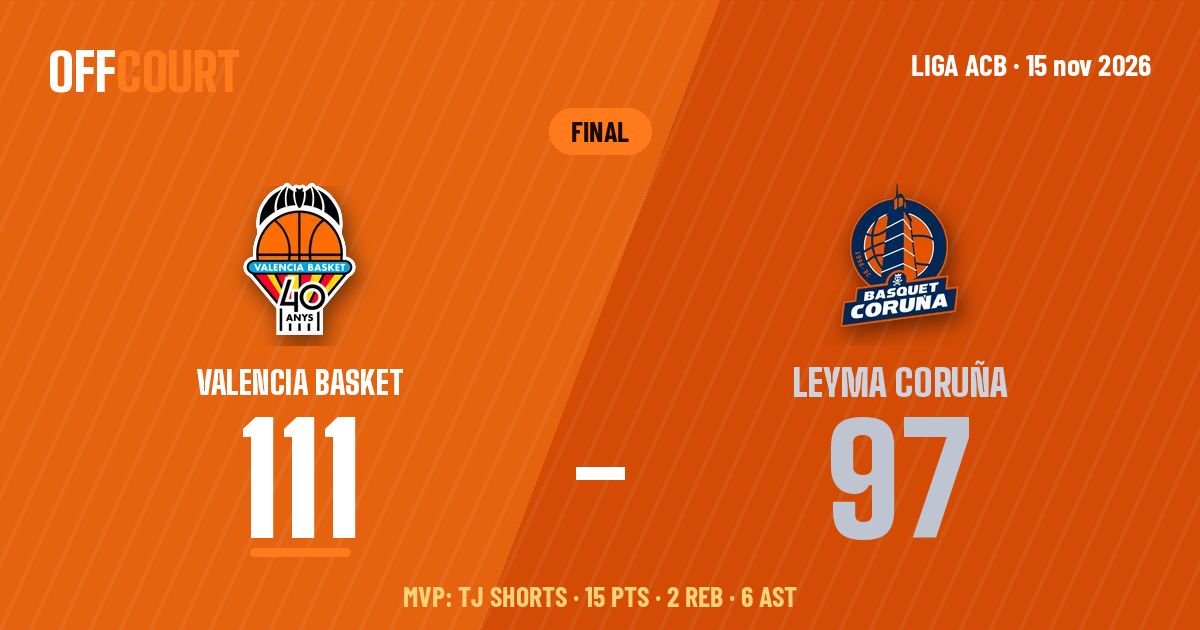 OFFCOURT
LIGA ACB · 15 nov 2026
FINAL
VALENCIA BASKET
40
ANYS
BASQUET
CORUÑA
VALENCIA BASKET
LEYMA CORUÑA
111
–
97
MVP: TJ SHORTS · 15 PTS · 2 REB · 6 AST